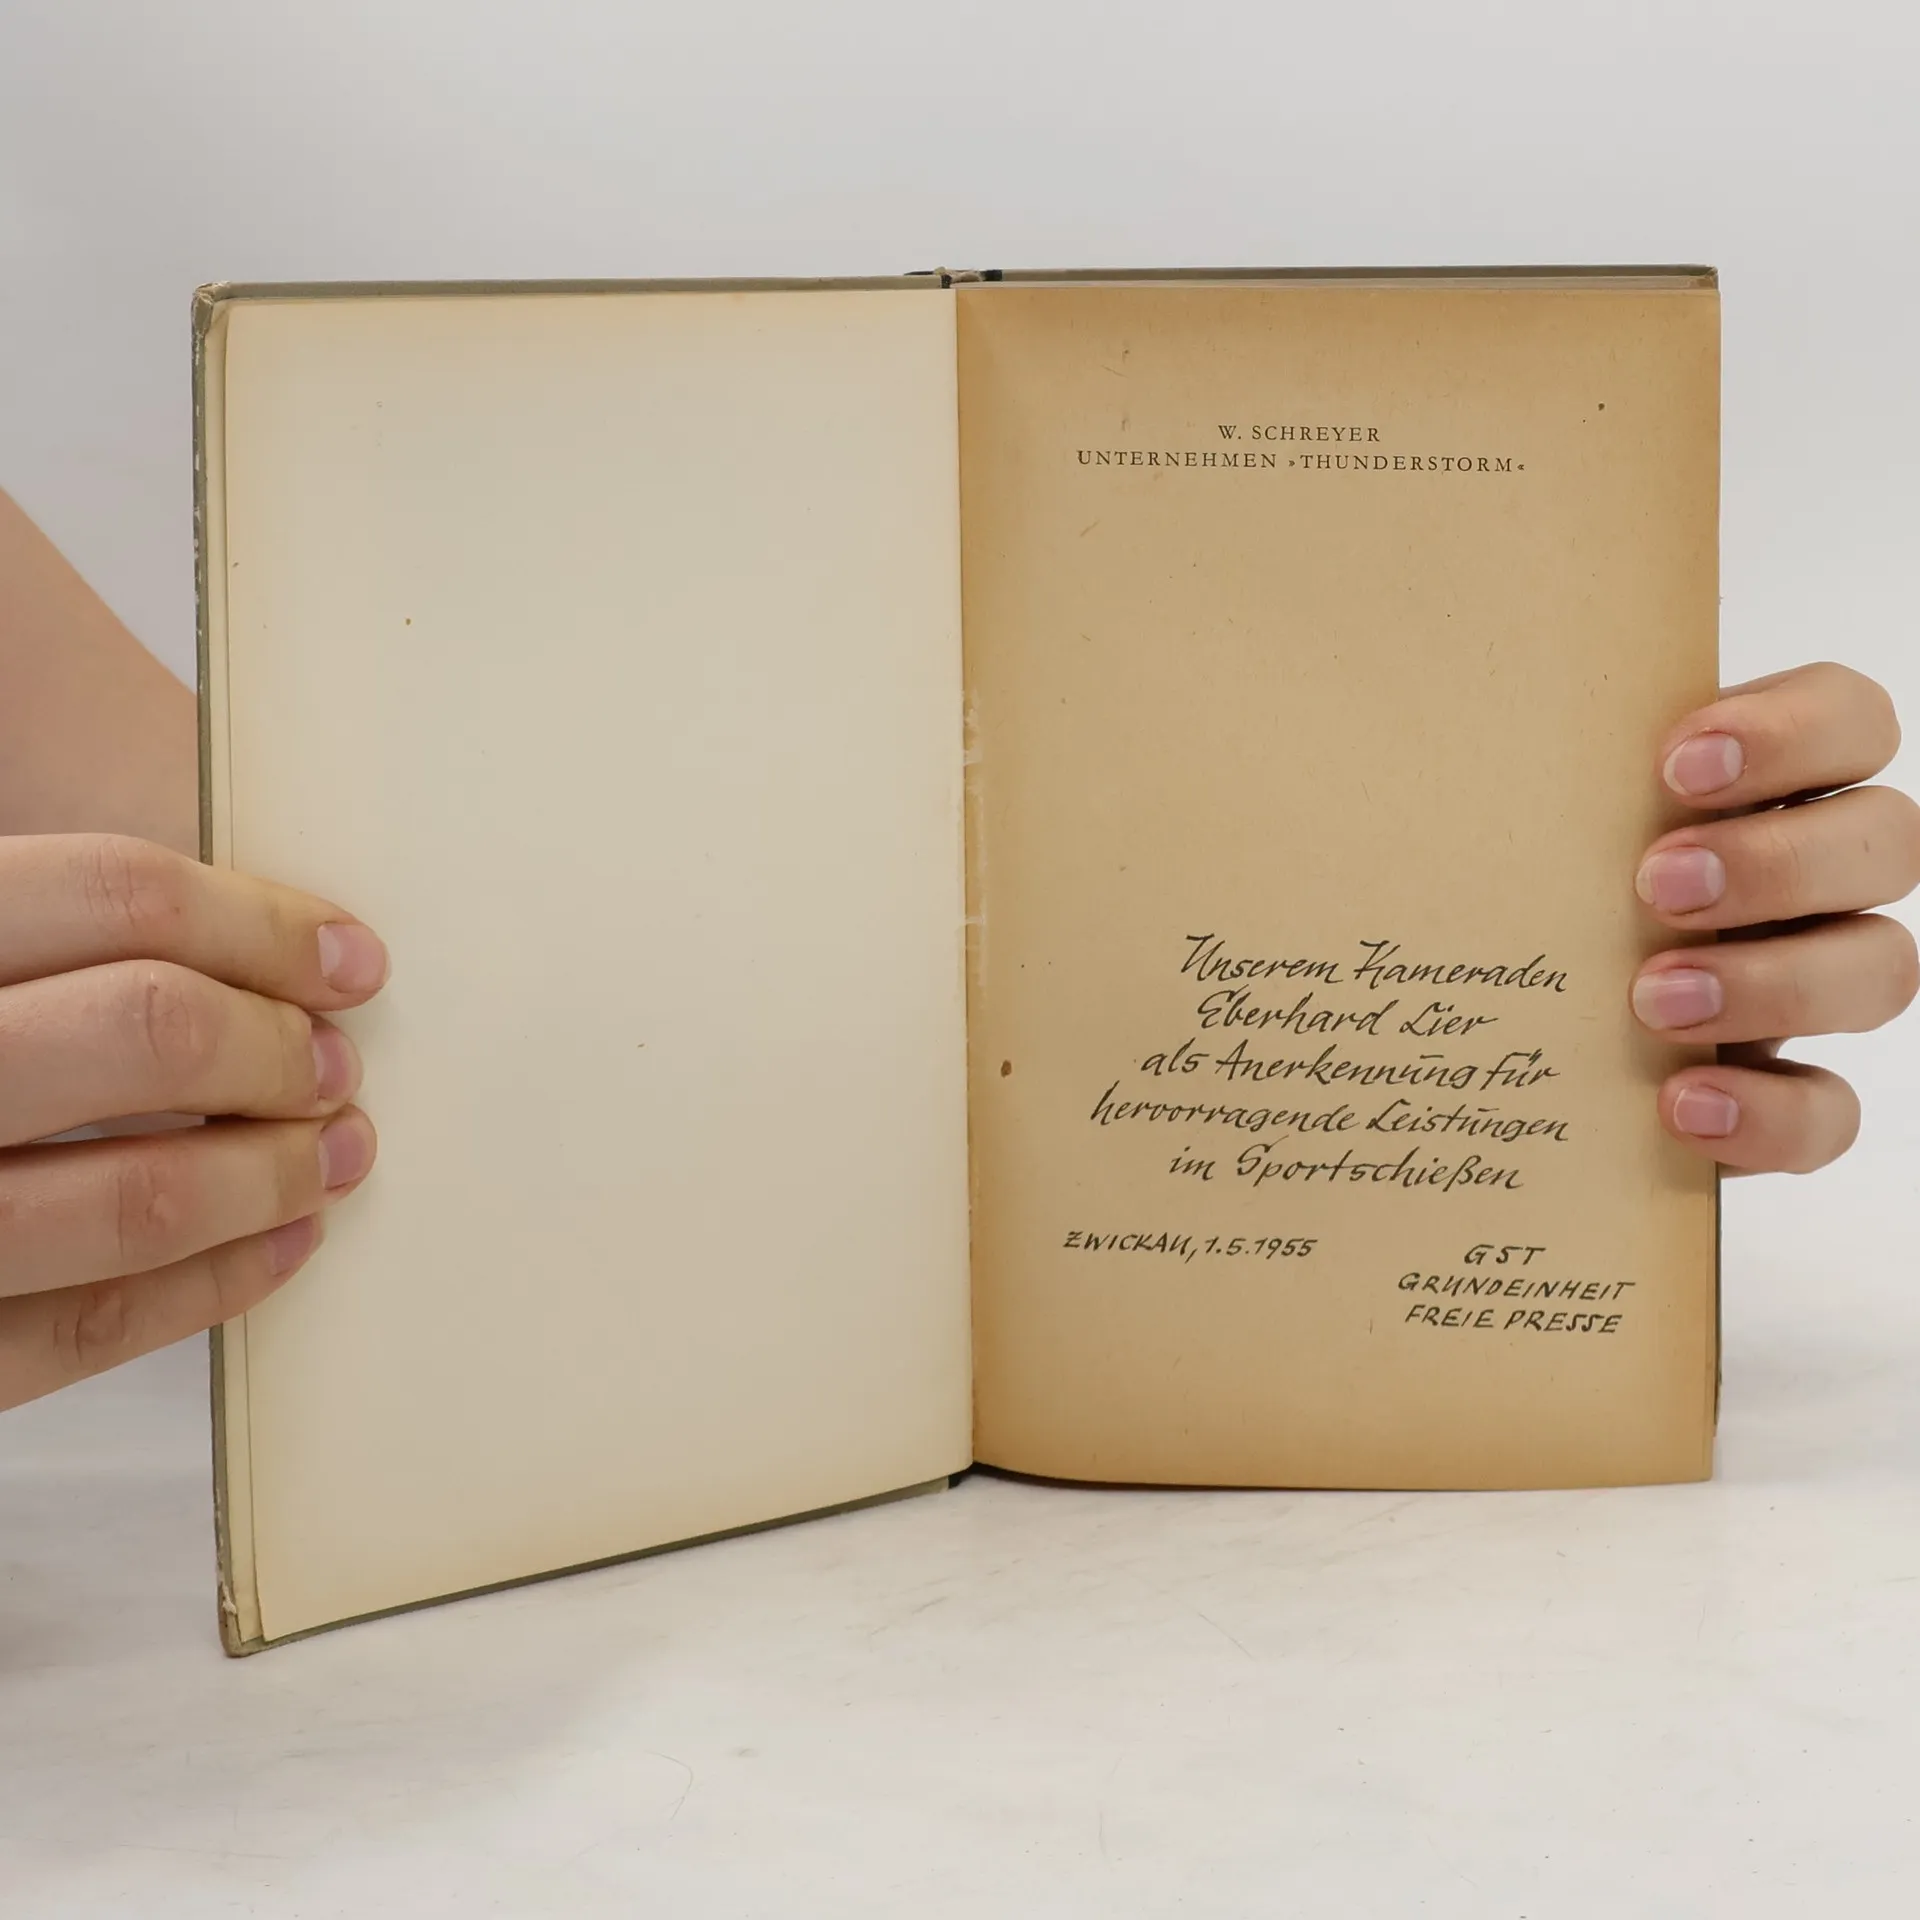 W. SCHREYER
UNTERNEHMEN »THUNDERSTORM«
Unserem Kameraden
Eberhard Lier
als Anerkennung für
hervorragende Leistungen
im Sportschießen
ZWICKAU, 1.5.1955
GST
GRUNDEINHEIT
FREIE PRESSE